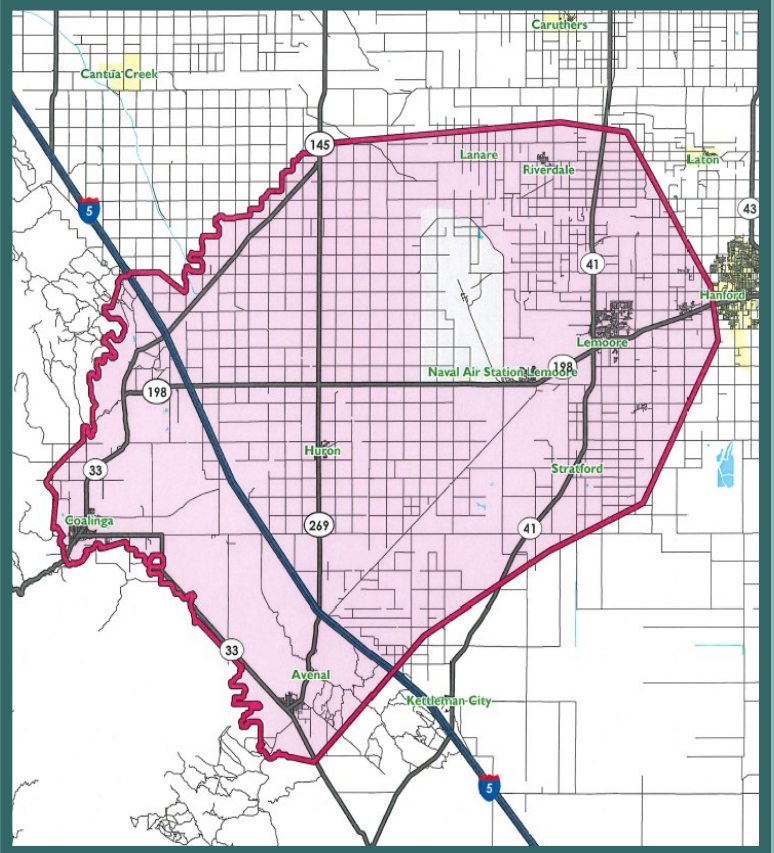 Caruthers
Cantua Creek
145
Lanare
Riverdale
Laton
5
43
41
Hanford
Lemoore
Naval Air Station Lemoore
198
198
Huron
33
Stratford
Coalinga
269
41
33
Avenal
Kettleman City
5